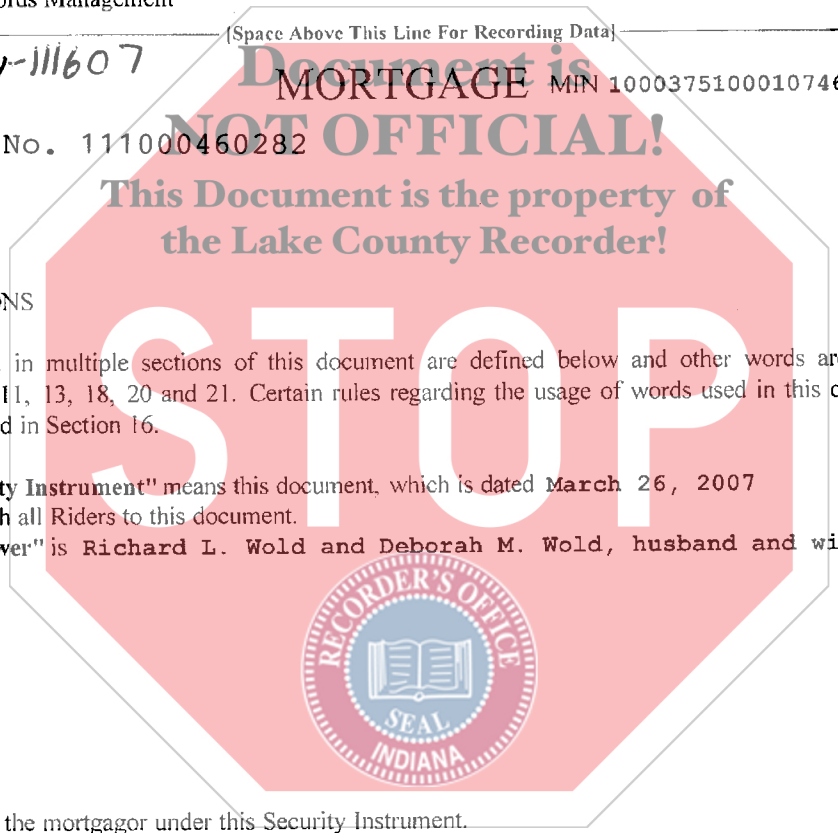 Management
[Space Above This Line For Recording Data]
-111607
Document is
MORTGAGE MIN 1000375100010746
NOT OFFICIAL!
No. 111000460282
This Document is the property of
the Lake County Recorder!
NS
in multiple sections of this document are defined below and other words ar
11, 13, 18, 20 and 21. Certain rules regarding the usage of words used in this
d in Section 16.
STOP
ty Instrument" means this document, which is dated March 26, 2007
h all Riders to this document.
wer" is Richard L. Wold and Deborah M. Wold, husband and wi
RECORDER'S OFFICE
SEAL
INDIANA
the mortgagor under this Security Instrument.